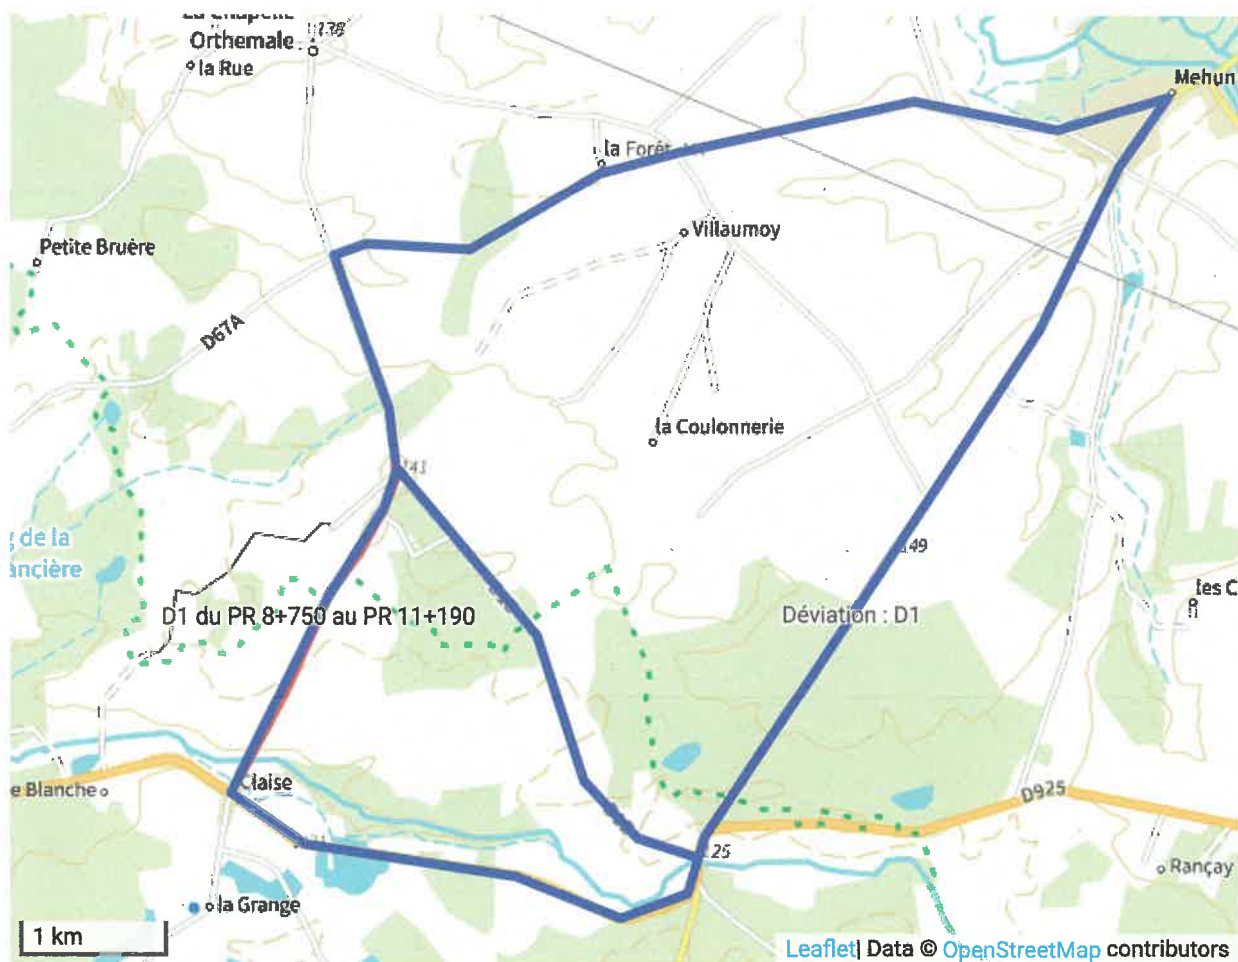 La Chapelle
Orthemale
138
la Rue
Mehun
la Forêt
Villaumoy
Petite Bruère
D67A
la Coulonnerie
141
149
g de la
ancière
les C
D1 du PR 8+750 au PR 11+190
Déviation : D1
Claise
e Blanche
D925
125
Rançay
la Grange
1 km
Leaflet| Data © OpenStreetMap contributors